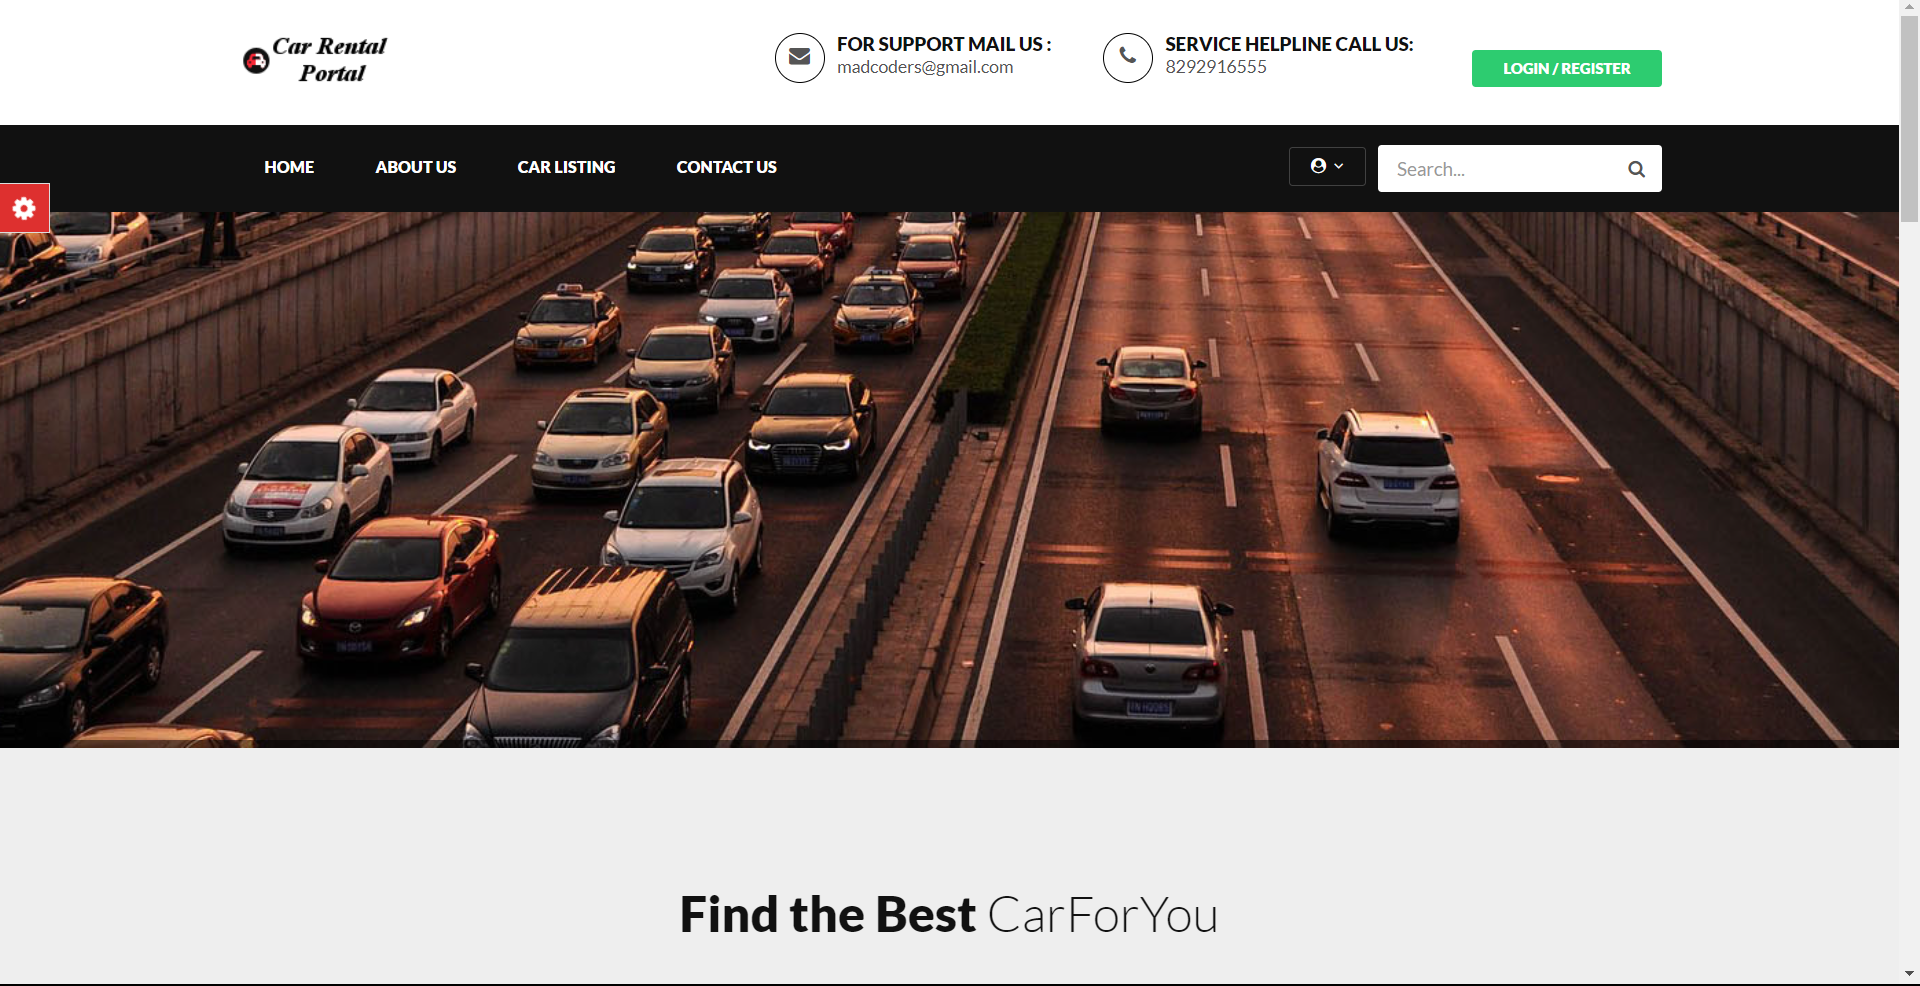 Car Rental
Portal
FOR SUPPORT MAIL US :
madcoders@gmail.com
SERVICE HELPLINE CALL US:
8292916555
LOGIN / REGISTER
HOME
ABOUT US
CAR LISTING
CONTACT US
Search...
Find the Best CarForYou